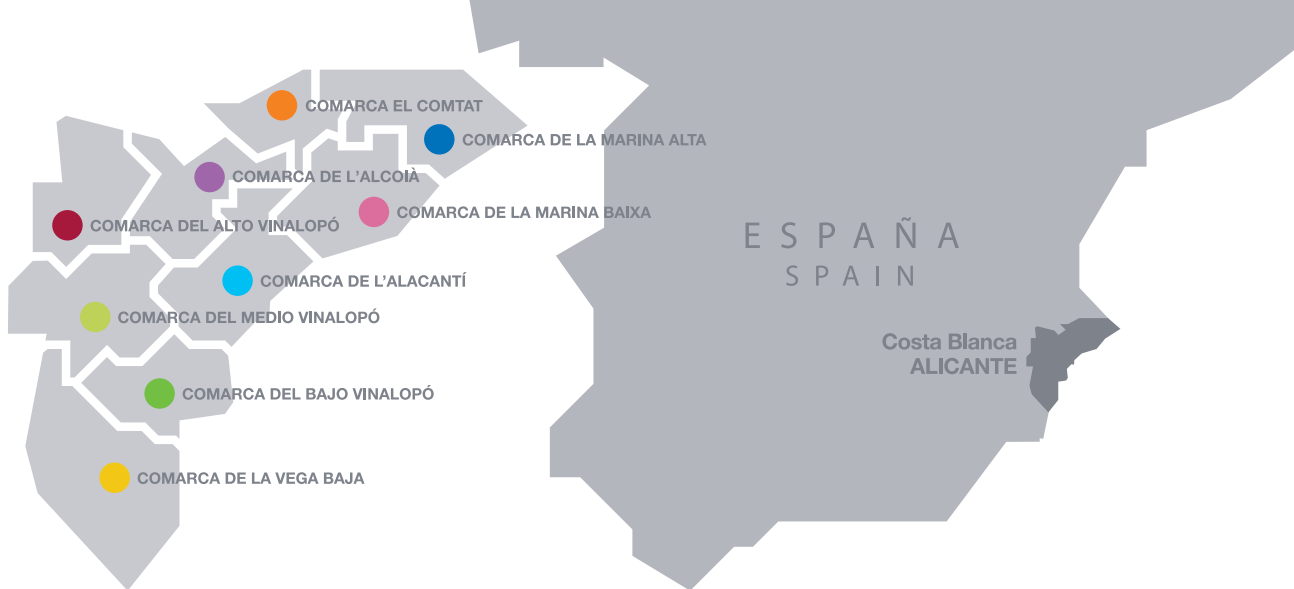 COMARCA EL COMTAT
COMARCA DE LA MARINA ALTA
COMARCA DE L'ALCOIÀ
COMARCA DE LA MARINA BAIXA
COMARCA DEL ALTO VINALOPÓ
COMARCA DE L'ALACANTÍ
COMARCA DEL MEDIO VINALOPÓ
COMARCA DEL BAJO VINALOPÓ
COMARCA DE LA VEGA BAJA
ESPAÑA
SPAIN
Costa Blanca
ALICANTE